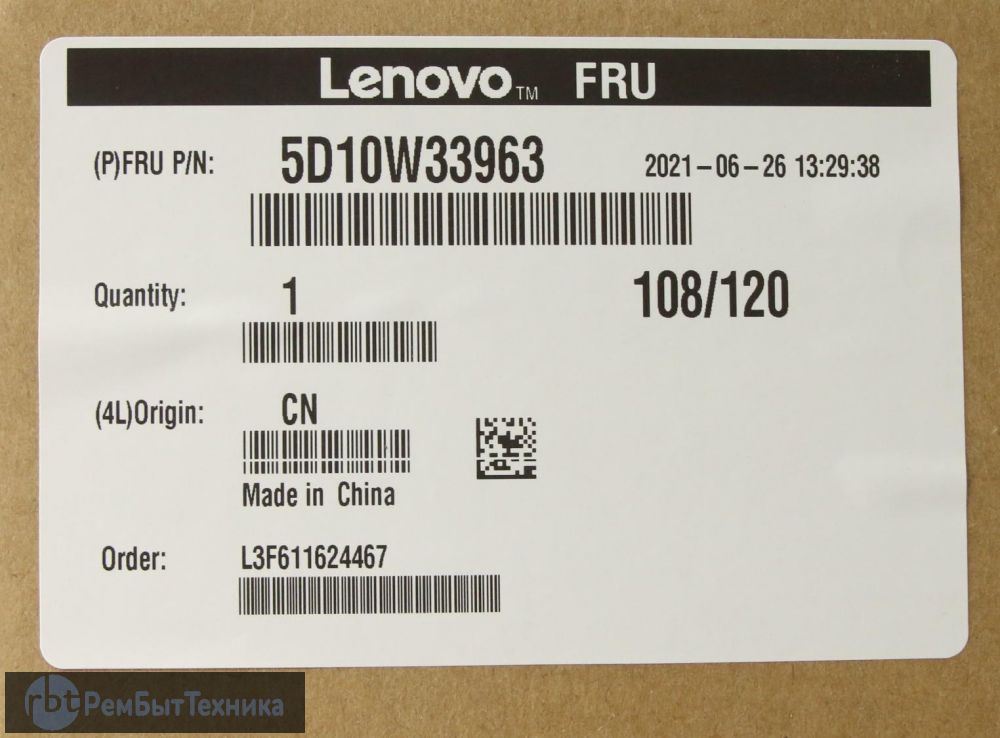 Lenovo™ FRU
(P)FRU P/N: 5D10W33963 2021-06-26 13:29:38
Quantity: 1 108/120
(4L)Origin: CN
Made in China
Order: L3F611624467
rbt РемБытТехника